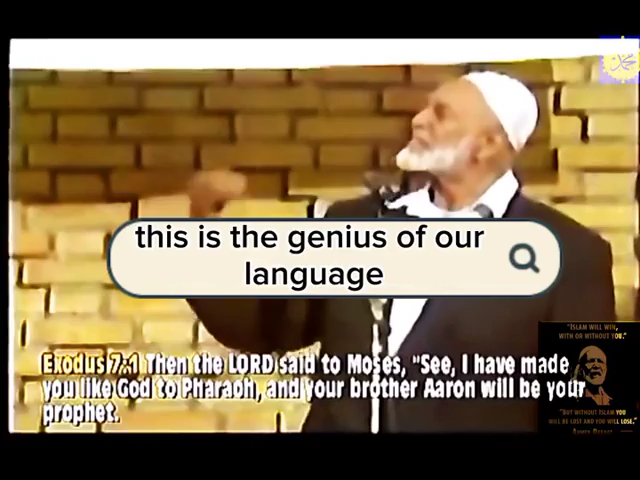 محمد
this is the genius of our
language
Exodus 7:1 Then the LORD said to Moses, "See, I have made
you like God to Pharaoh, and your brother Aaron will be your
prophet.
"ISLAM WILL WIN,
WITH OR WITHOUT YOU."
"BUT WITHOUT ISLAM YOU
WILL BE LOST AND YOU WILL LOSE."